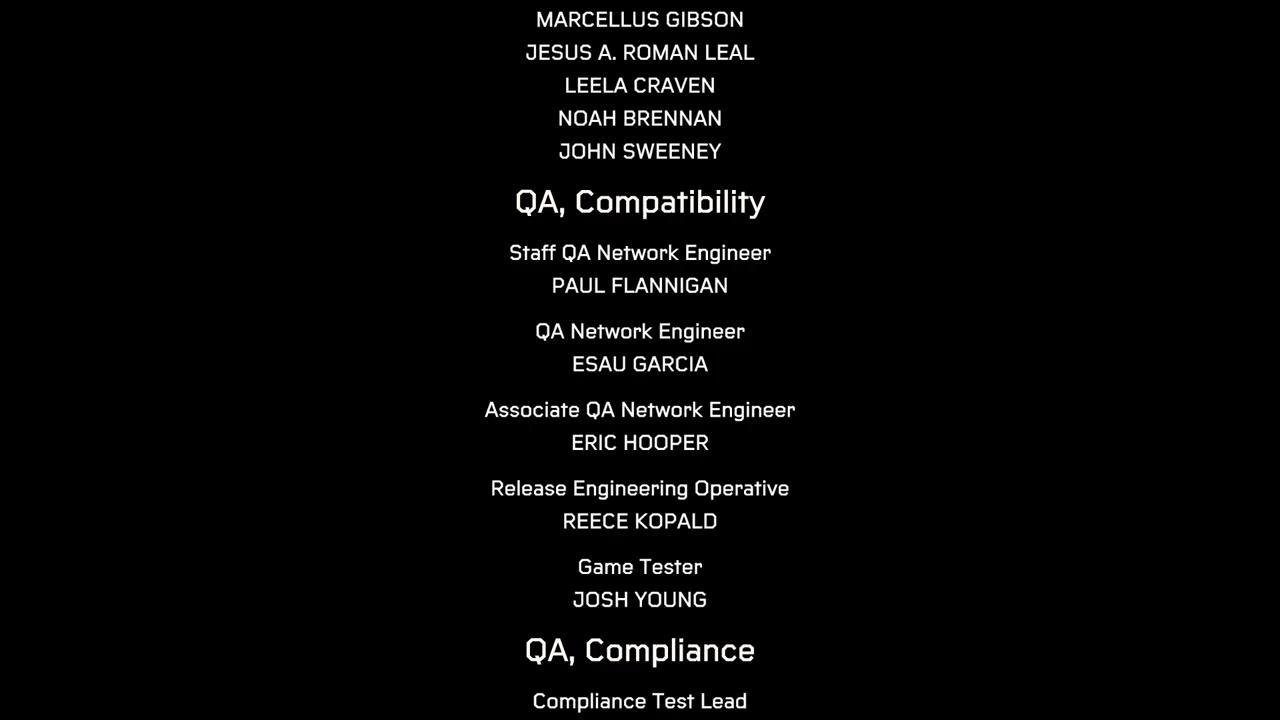 MARCELLUS GIBSON
JESUS A. ROMAN LEAL
LEELA CRAVEN
NOAH BRENNAN
JOHN SWEENEY
QA, Compatibility
Staff QA Network Engineer
PAUL FLANNIGAN
QA Network Engineer
ESAU GARCIA
Associate QA Network Engineer
ERIC HOOPER
Release Engineering Operative
REECE KOPALD
Game Tester
JOSH YOUNG
QA, Compliance
Compliance Test Lead